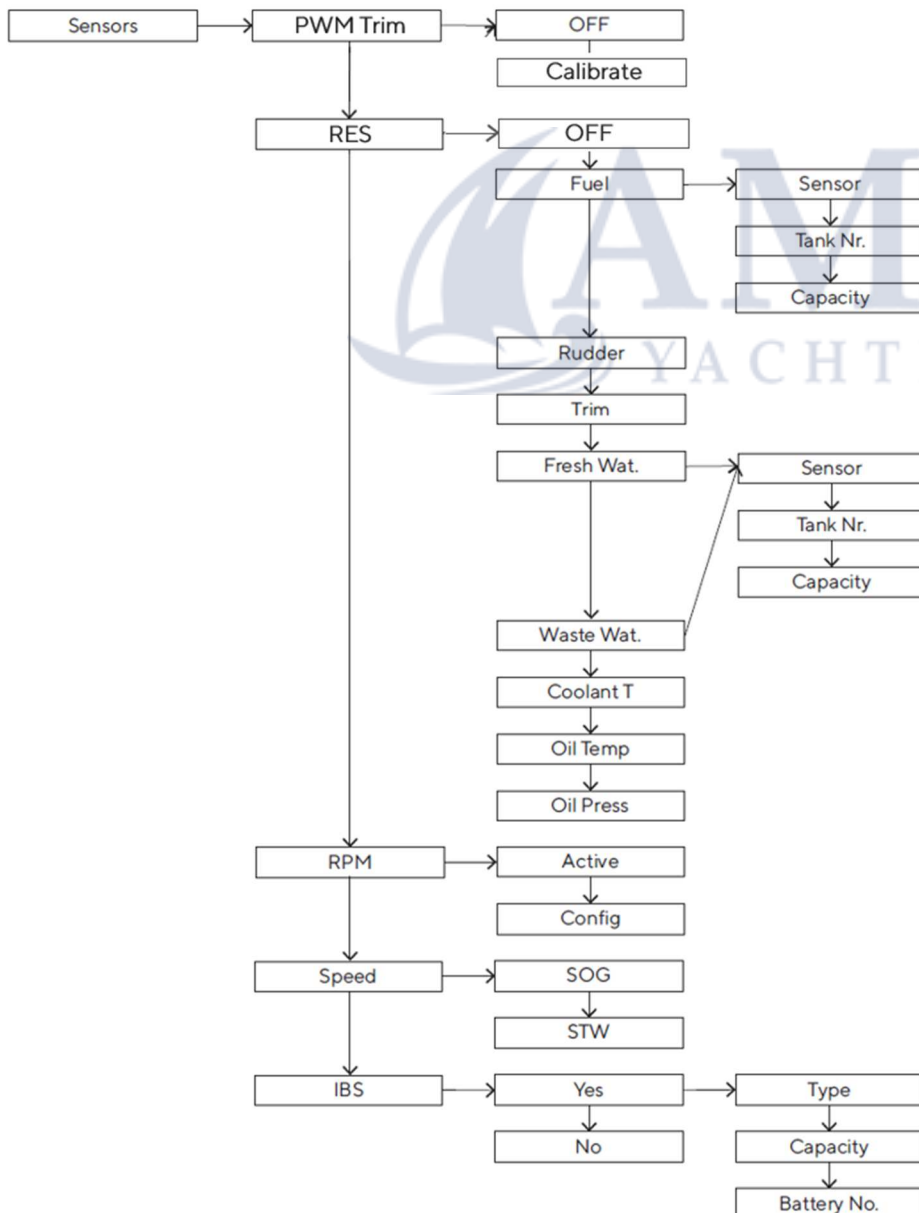 Sensors
PWM Trim
OFF
Calibrate
RES
OFF
Fuel
Sensor
Tank Nr.
Capacity
AM
YACHT
Rudder
Trim
Fresh Wat.
Sensor
Tank Nr.
Capacity
Waste Wat.
Coolant T
Oil Temp
Oil Press
RPM
Active
Config
Speed
SOG
STW
IBS
Yes
Type
No
Capacity
Battery No.